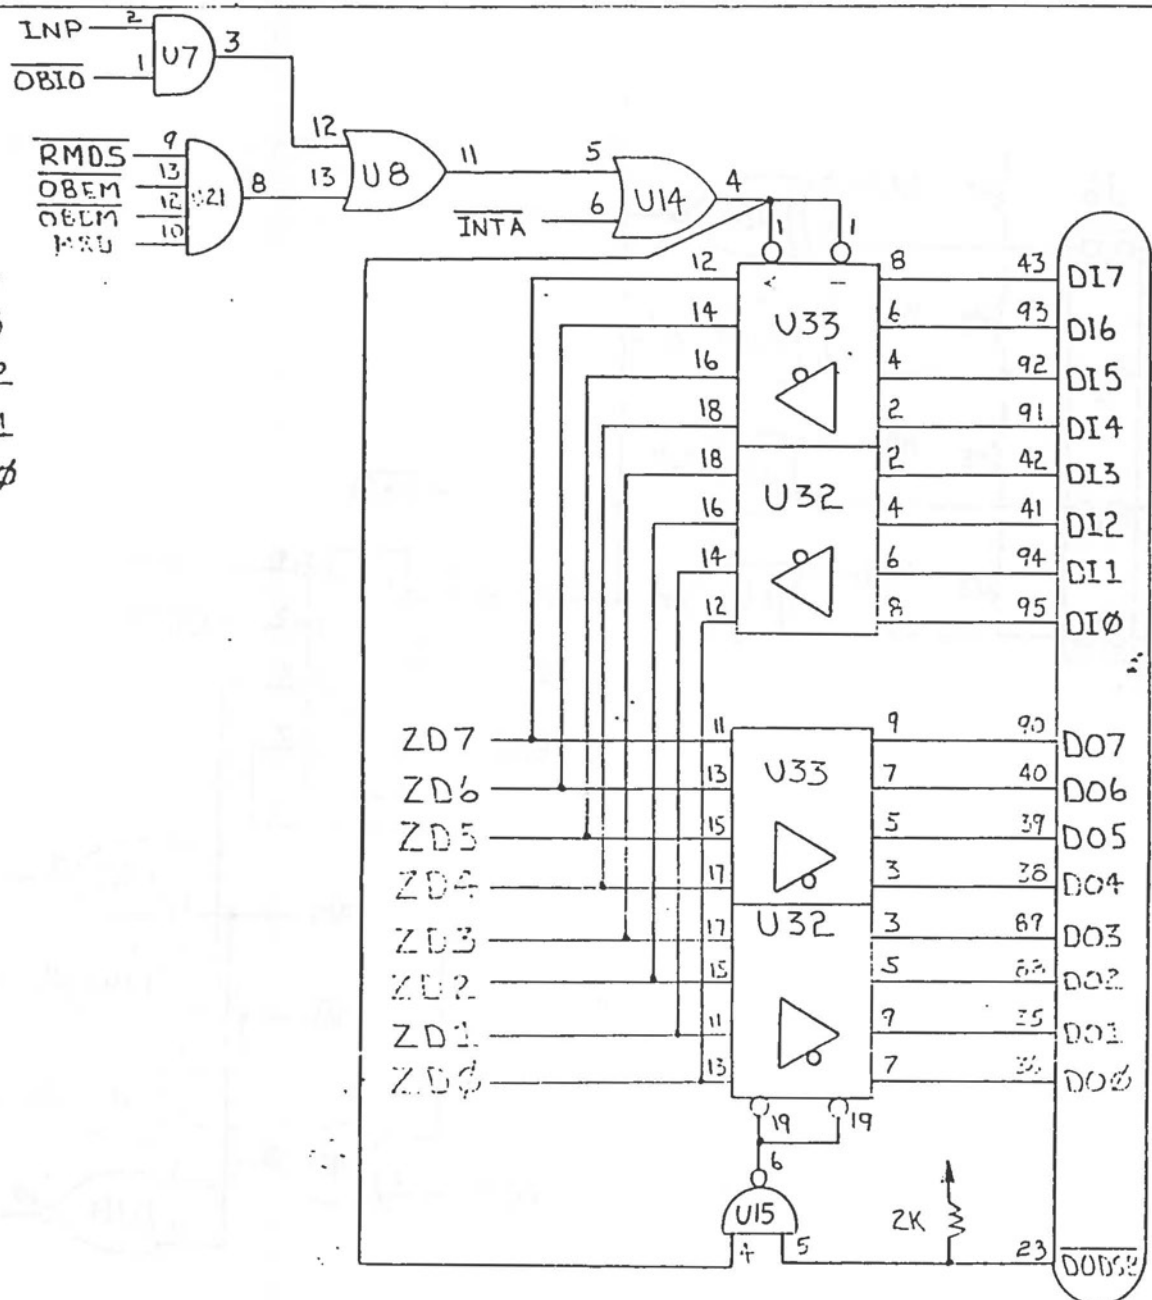 INP 2
U7 3
OBIO 1
RMDS 9
OBEM 13
12
10
8
12
13 U8 11
5
6 U14 4
INTA
1 1
12 U33 8 43 DI7
14 6 93 DI6
16 4 92 DI5
18 2 91 DI4
18 U32 2 42 DI3
16 4 41 DI2
14 6 94 DI1
12 8 95 DIØ
ZD7 11 U33 9 90 DO7
ZD6 13 7 40 DO6
ZD5 15 5 39 DO5
ZD4 17 3 38 DO4
ZD3 17 U32 3 DO3
ZD2 15 5 DO2
ZD1 11 9 35 DO1
ZDØ 13 7 DOØ
19 19
6
U15
4 5
2K
23